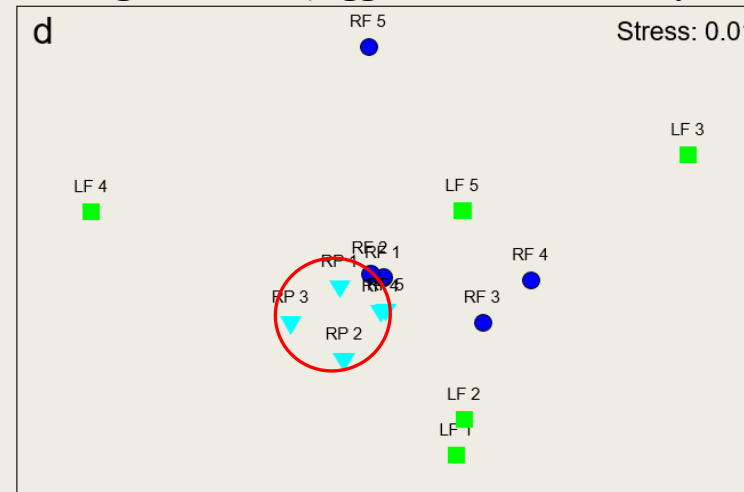 d
RF 5
Stress: 0.01
LF 3
LF 4
LF 5
RF 2
RF 1
RP 1
RF 4
RP 3
RF 3
RP 2
LF 2
LF 1